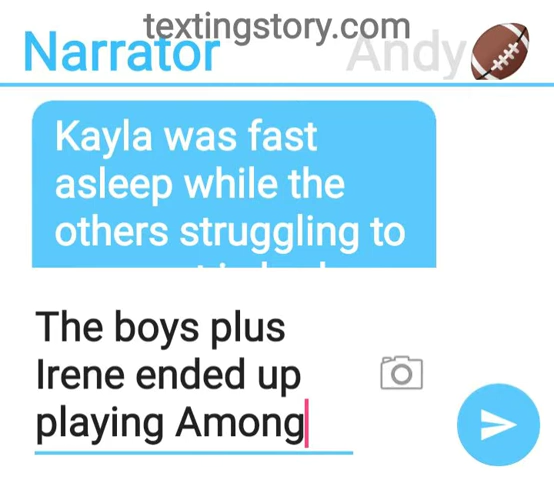 textingstory.com
Narrator Andy
Kayla was fast
asleep while the
others struggling to
The boys plus
Irene ended up
playing Among